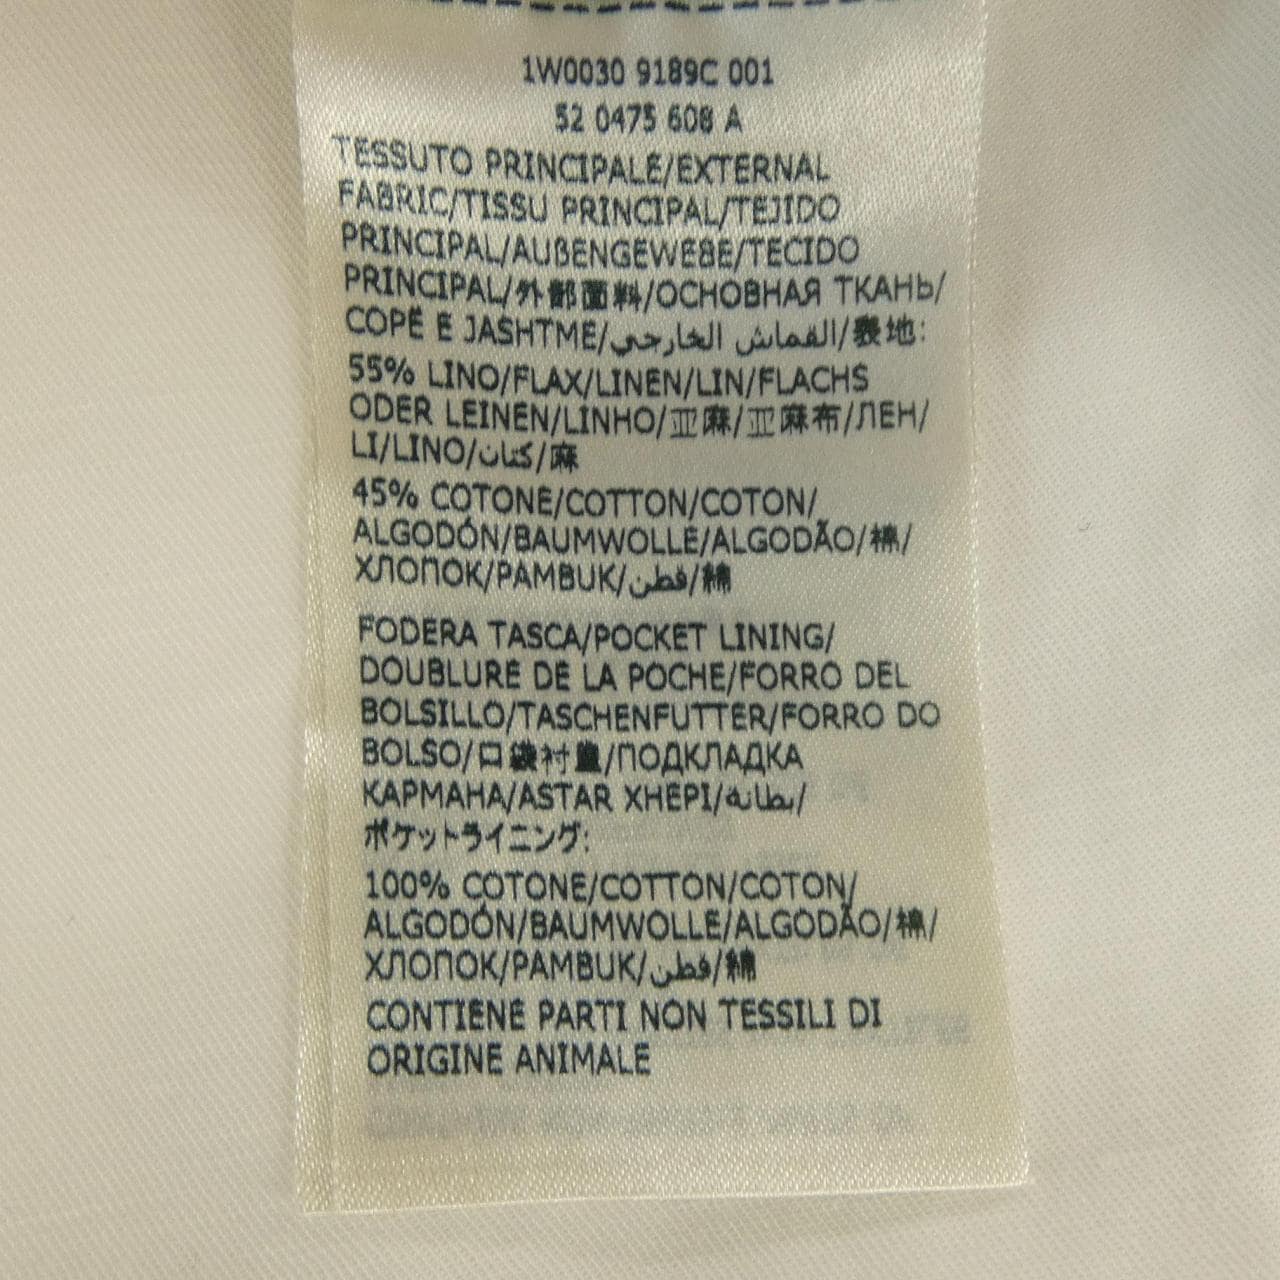 1W0030 9189C 001
52 0475 608 A
TESSUTO PRINCIPALE/EXTERNAL
FABRIC/TISSU PRINCIPAL/TEJIDO
PRINCIPAL/AUßENGEWEBE/TECIDO
PRINCIPAL/外部面料/ОСНОВНАЯ ТКАНЬ/
COPË E JASHTME/القماش الخارجي/表地:
55% LINO/FLAX/LINEN/LIN/FLACHS
ODER LEINEN/LINHO/亚麻/亚麻布/ЛЕН/
LI/LINO/كتان/麻
45% COTONE/COTTON/COTON/
ALGODÓN/BAUMWOLLE/ALGODÃO/棉/
ХЛОПОК/PAMBUK/قطن/綿
FODERA TASCA/POCKET LINING/
DOUBLURE DE LA POCHE/FORRO DEL
BOLSILLO/TASCHENFUTTER/FORRO DO
BOLSO/口袋衬里/ПОДКЛАДКА
КАРМАНА/ASTAR XHEPI/بطانة/
ポケットライニング:
100% COTONE/COTTON/COTON/
ALGODÓN/BAUMWOLLE/ALGODÃO/棉/
ХЛОПОК/PAMBUK/قطن/綿
CONTIENE PARTI NON TESSILI DI
ORIGINE ANIMALE